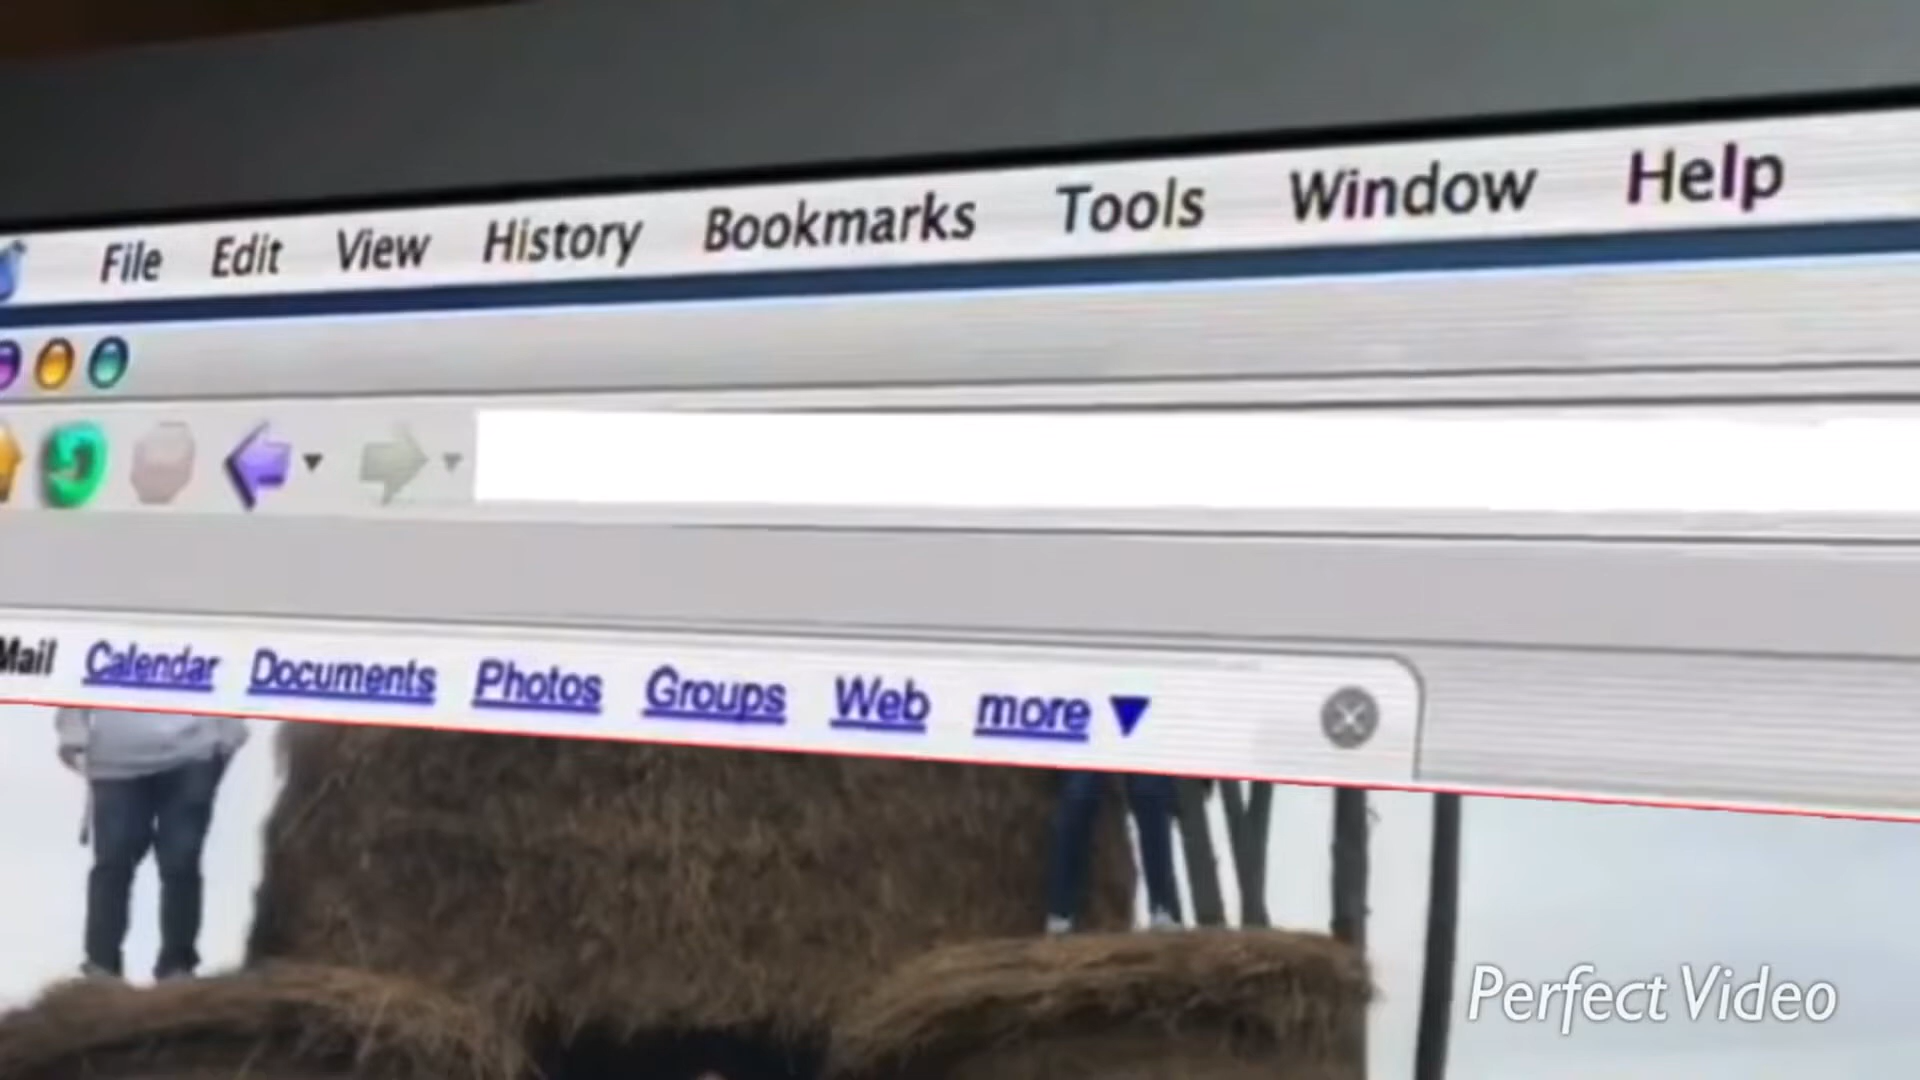 File Edit View History Bookmarks Tools Window Help
Mail Calendar Documents Photos Groups Web more
Perfect Video